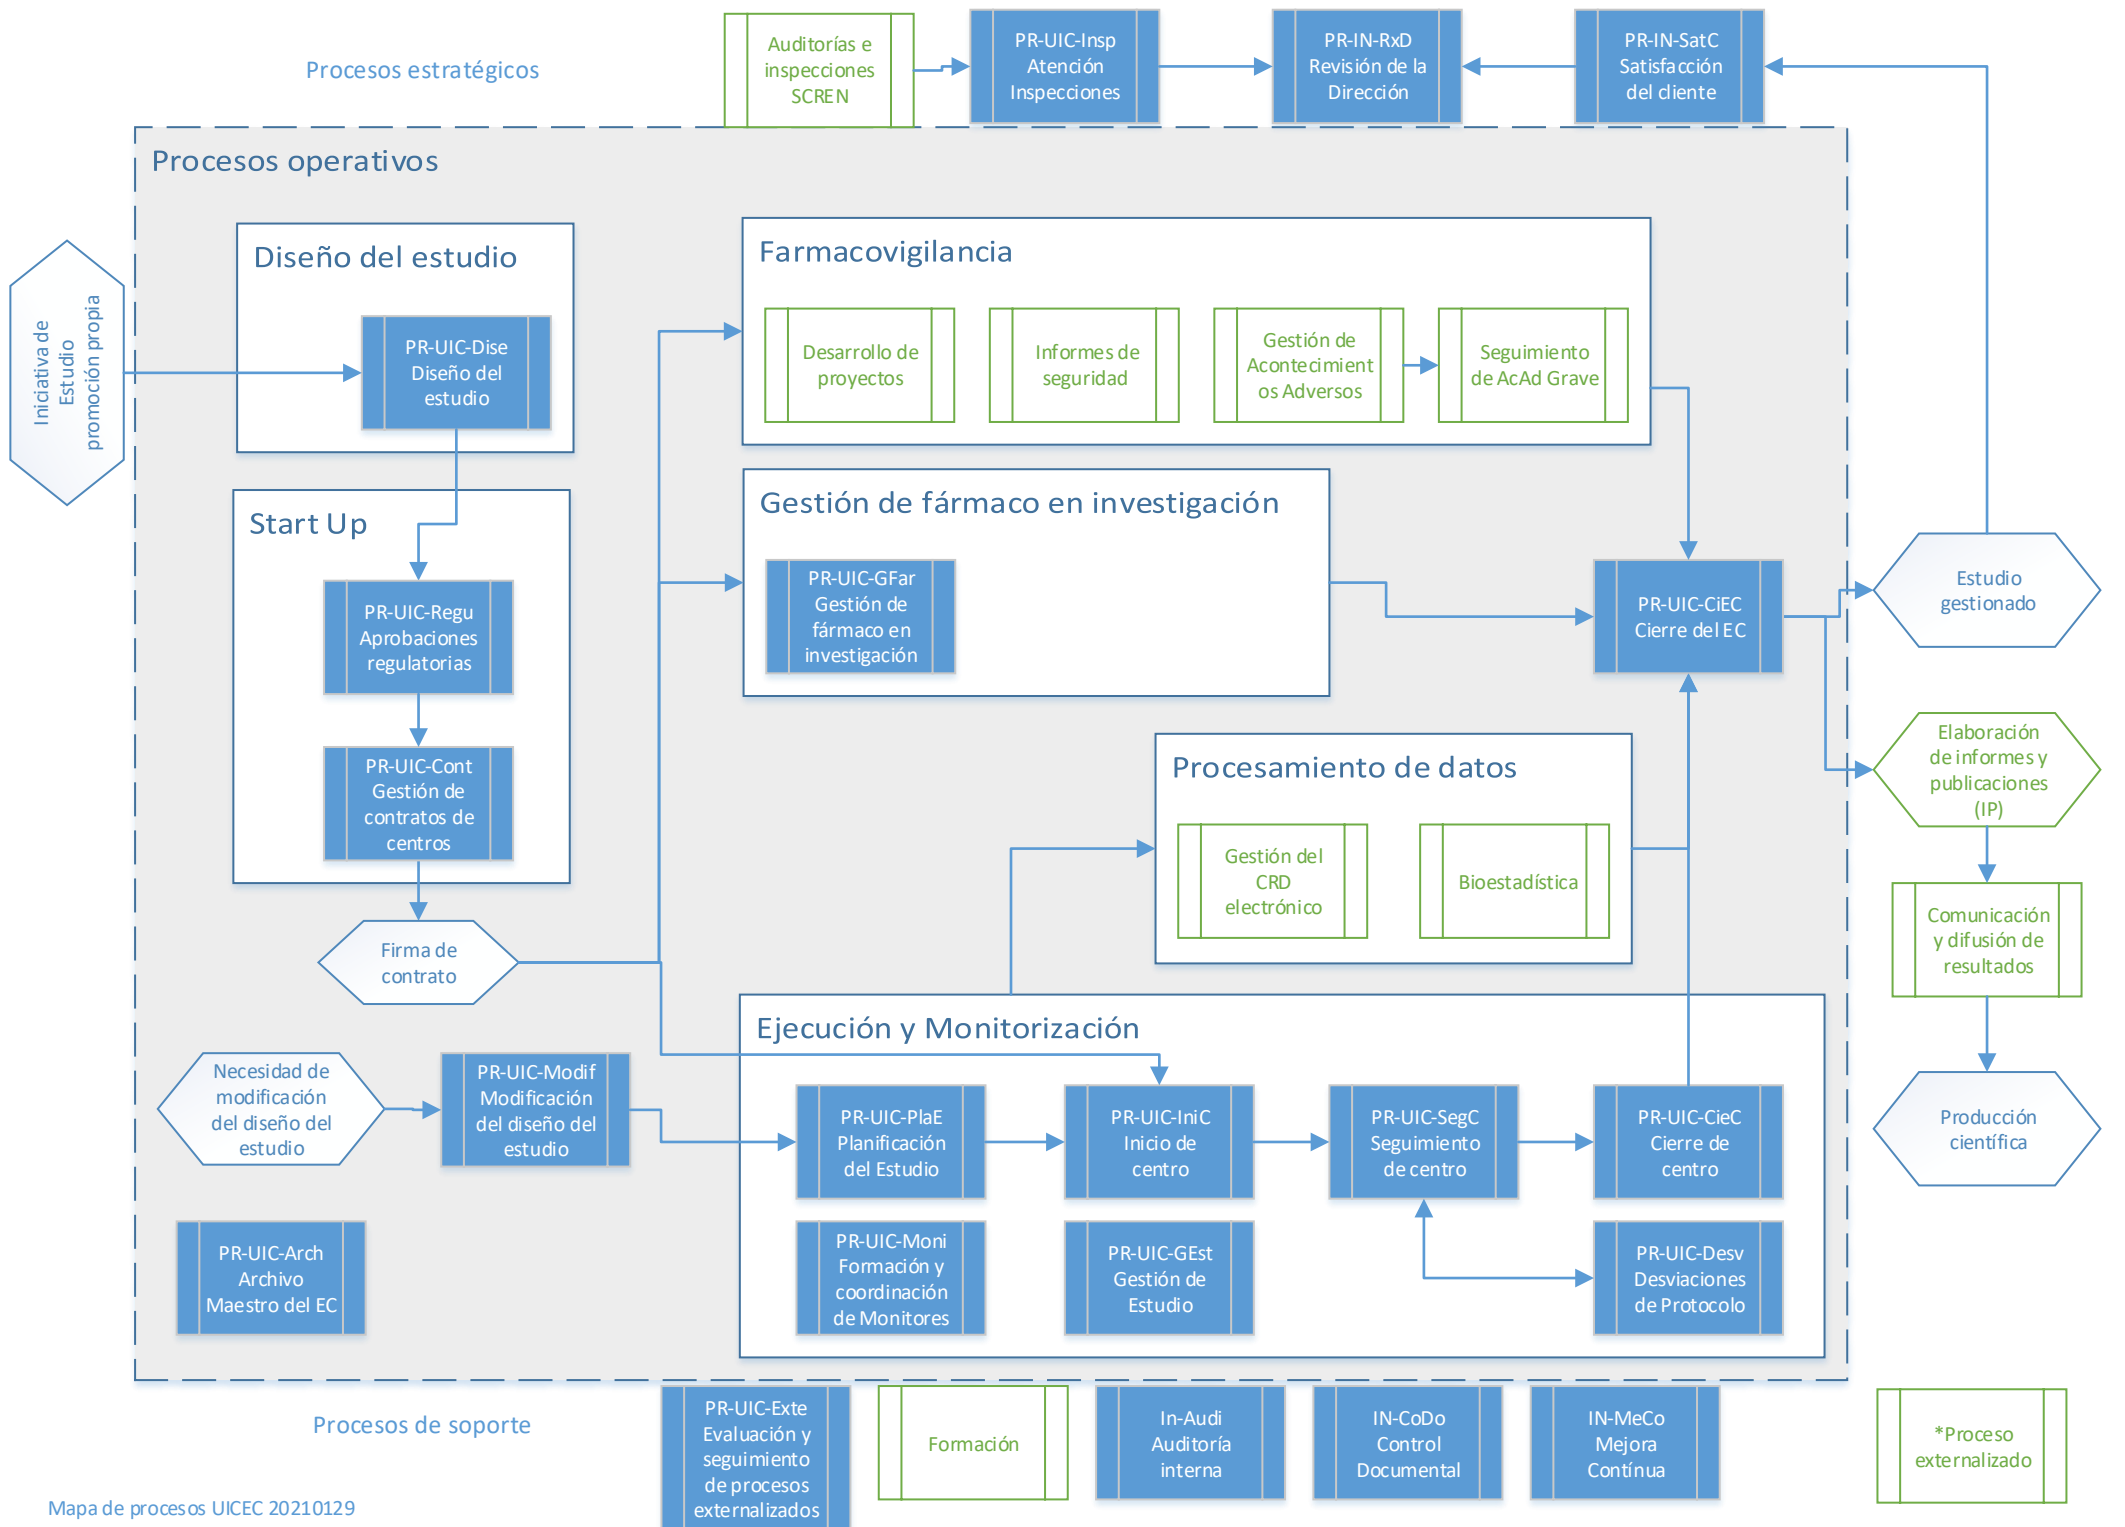 Procesos estratégicos
Auditorías e
inspecciones
SCREN
PR-UIC-Insp
Atención
Inspecciones
PR-IN-RxD
Revisión de la
Dirección
PR-IN-SatC
Satisfacción
del cliente
Procesos operativos
Iniciativa de
Estudio
promoción propia
Diseño del estudio
PR-UIC-Dise
Diseño del
estudio
Start Up
PR-UIC-Regu
Aprobaciones
regulatorias
PR-UIC-Cont
Gestión de
contratos de
centros
Firma de
contrato
Farmacovigilancia
Desarrollo de
proyectos
Informes de
seguridad
Gestión de
Acontecimient
os Adversos
Seguimiento
de AcAd Grave
Gestión de fármaco en investigación
PR-UIC-GFar
Gestión de
fármaco en
investigación
PR-UIC-CiEC
Cierre del EC
Estudio
gestionado
Elaboración
de informes y
publicaciones
(IP)
Comunicación
y difusión de
resultados
Producción
científica
Procesamiento de datos
Gestión del
CRD
electrónico
Bioestadística
Necesidad de
modificación
del diseño del
estudio
PR-UIC-Modif
Modificación
del diseño del
estudio
PR-UIC-Arch
Archivo
Maestro del EC
Ejecución y Monitorización
PR-UIC-PlaE
Planificación
del Estudio
PR-UIC-IniC
Inicio de
centro
PR-UIC-SegC
Seguimiento
de centro
PR-UIC-CieC
Cierre de
centro
PR-UIC-Moni
Formación y
coordinación
de Monitores
PR-UIC-GEst
Gestión de
Estudio
PR-UIC-Desv
Desviaciones
de Protocolo
Procesos de soporte
PR-UIC-Exte
Evaluación y
seguimiento
de procesos
externalizados
Formación
In-Audi
Auditoría
interna
IN-CoDo
Control
Documental
IN-MeCo
Mejora
Contínua
*Proceso
externalizado
Mapa de procesos UICEC 20210129